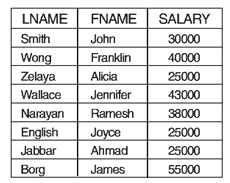 LNAME FNAME SALARY
Smith John 30000
Wong Franklin 40000
Zelaya Alicia 25000
Wallace Jennifer 43000
Narayan Ramesh 38000
English Joyce 25000
Jabbar Ahmad 25000
Borg James 55000